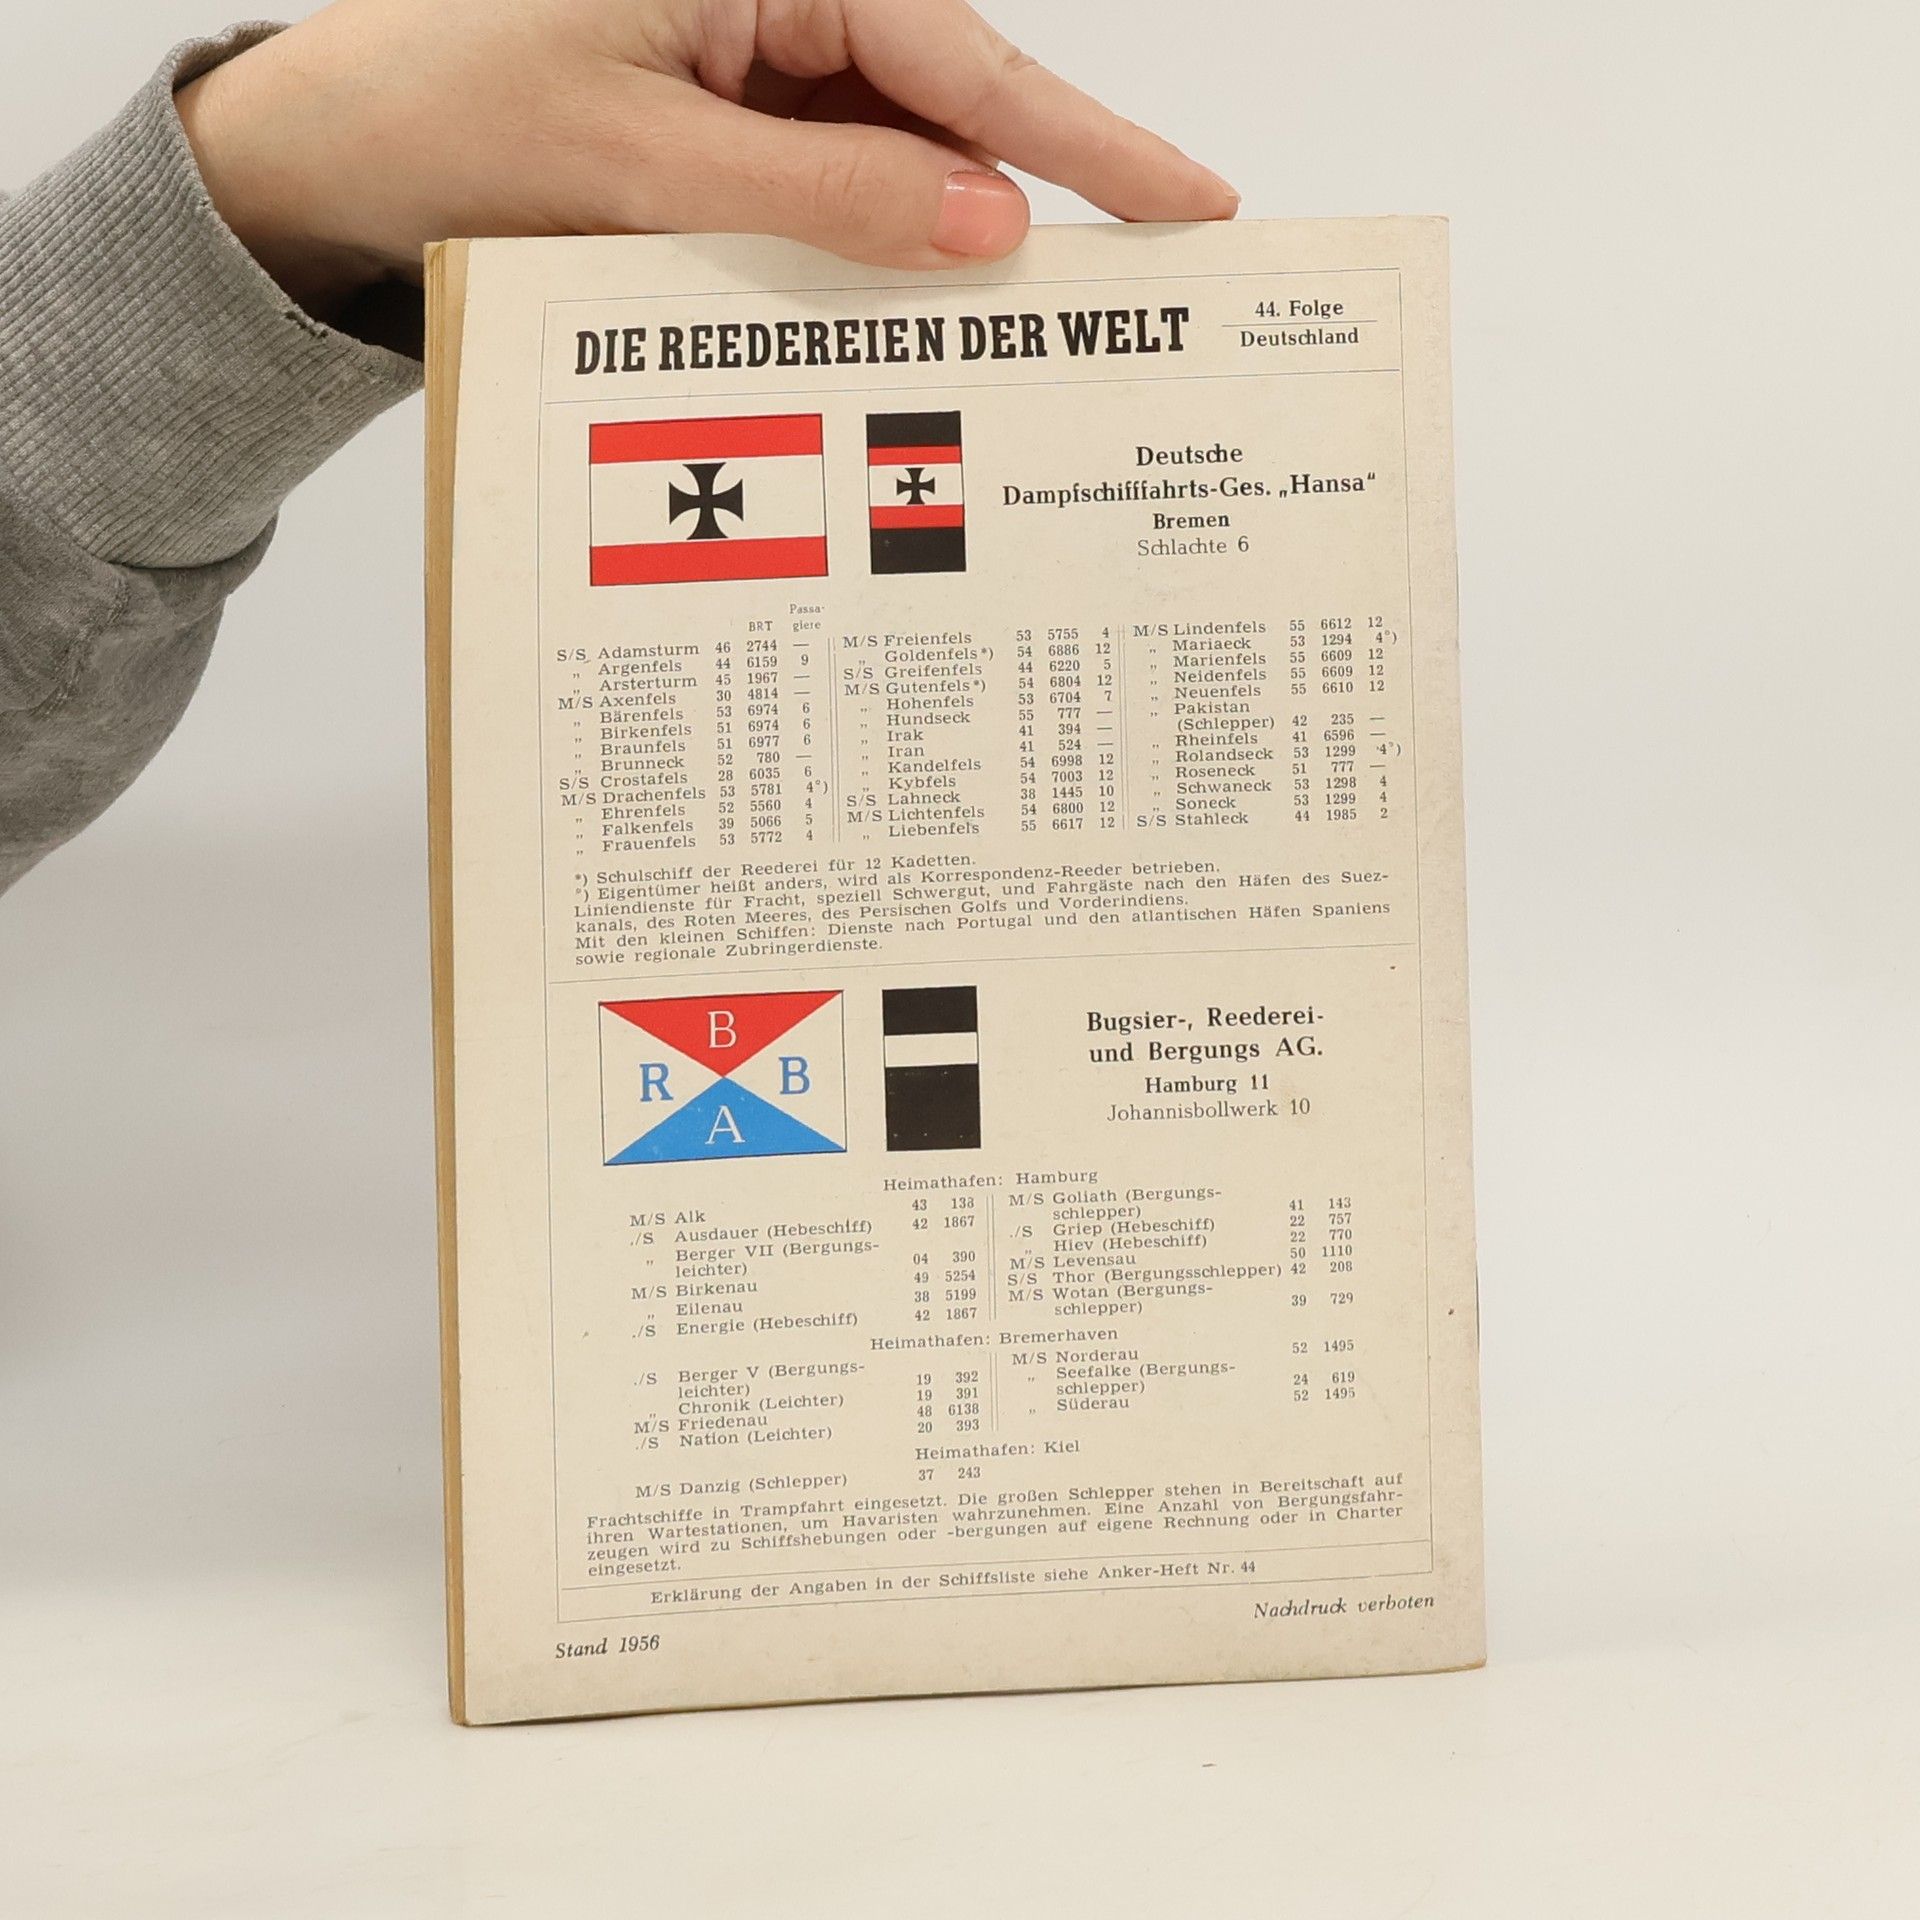 DIE REEDEREIEN DER WELT
44. Folge
Deutschland
Deutsche
Dampfschifffahrts-Ges. „Hansa“
Bremen
Schlachte 6
BRT Passa-
giere
S/S Adamsturm 46 2744 —
„ Argenfels 44 6159 9
„ Arsterturm 45 1967 —
M/S Axenfels 30 4814 —
„ Bärenfels 53 6974 6
„ Birkenfels 51 6974 6
„ Braunfels 51 6977 6
„ Brunneck 52 780 —
S/S Crostafels 28 6035 6
M/S Drachenfels 53 5781 4°)
„ Ehrenfels 52 5560 4
„ Falkenfels 39 5066 5
„ Frauenfels 53 5772 4
M/S Freienfels 53 5755 4
„ Goldenfels*) 54 6886 12
S/S Greifenfels 44 6220 5
M/S Gutenfels*) 54 6804 12
„ Hohenfels 53 6704 7
„ Hundseck 55 777 —
„ Irak 41 394 —
„ Iran 41 524 —
„ Kandelfels 54 6998 12
„ Kybfels 54 7003 12
S/S Lahneck 38 1445 10
M/S Lichtenfels 54 6800 12
„ Liebenfels 55 6617 12
M/S Lindenfels 55 6612 12
„ Mariaeck 53 1294 4°)
„ Marienfels 55 6609 12
„ Neidenfels 55 6609 12
„ Neuenfels 55 6610 12
„ Pakistan
(Schlepper) 42 235 —
„ Rheinfels 41 6596 —
„ Rolandseck 53 1299 4°)
„ Roseneck 51 777 —
„ Schwaneck 53 1298 4
„ Soneck 53 1299 4
S/S Stahleck 44 1985 2
*) Schulschiff der Reederei für 12 Kadetten.
°) Eigentümer heißt anders, wird als Korrespondenz-Reeder betrieben.
Liniendienste für Fracht, speziell Schwergut, und Fahrgäste nach den Häfen des Suez-
kanals, des Roten Meeres, des Persischen Golfs und Vorderindiens.
Mit den kleinen Schiffen: Dienste nach Portugal und den atlantischen Häfen Spaniens
sowie regionale Zubringerdienste.
B
R B
A
Bugsier-, Reederei-
und Bergungs AG.
Hamburg 11
Johannisbollwerk 10
Heimathafen: Hamburg
M/S Alk 43 138
./S Ausdauer (Hebeschiff) 42 1867
„ Berger VII (Bergungs-
leichter) 04 390
M/S Birkenau 49 5254
„ Eilenau 38 5199
./S Energie (Hebeschiff) 42 1867
M/S Goliath (Bergungs-
schlepper) 41 143
./S Griep (Hebeschiff) 22 757
„ Hiev (Hebeschiff) 22 770
M/S Levensau 50 1110
S/S Thor (Bergungsschlepper) 42 208
M/S Wotan (Bergungs-
schlepper) 39 729
Heimathafen: Bremerhaven
./S Berger V (Bergungs-
leichter) 19 392
„ Chronik (Leichter) 19 391
M/S Friedenau 48 6138
./S Nation (Leichter) 20 393
M/S Norderau 52 1495
„ Seefalke (Bergungs-
schlepper) 24 619
„ Süderau 52 1495
Heimathafen: Kiel
M/S Danzig (Schlepper) 37 243
Frachtschiffe in Trampfahrt eingesetzt. Die großen Schlepper stehen in Bereitschaft auf
ihren Wartestationen, um Havaristen wahrzunehmen. Eine Anzahl von Bergungsfahr-
zeugen wird zu Schiffshebungen oder -bergungen auf eigene Rechnung oder in Charter
eingesetzt.
Erklärung der Angaben in der Schiffsliste siehe Anker-Heft Nr. 44
Nachdruck verboten
Stand 1956